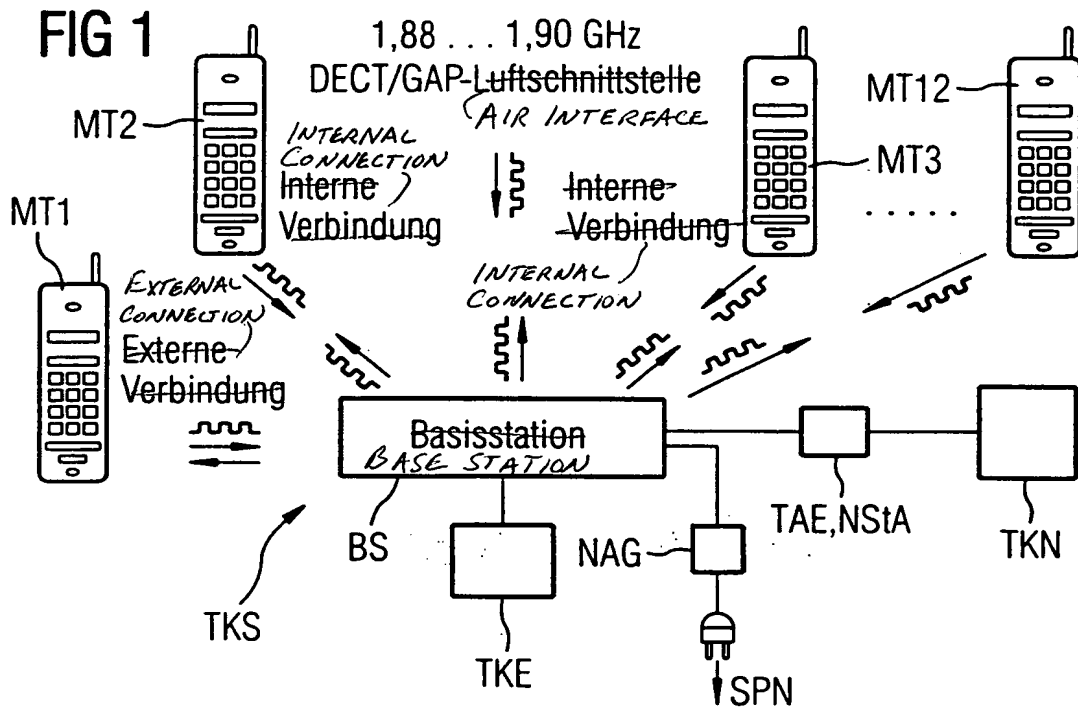 FIG 1
1,88 . . . 1,90 GHz
DECT/GAP-Luftschnittstelle
AIR INTERFACE
MT2
MT12
MT3
INTERNAL
CONNECTION
Interne
Verbindung
Interne
Verbindung
. . . . .
MT1
INTERNAL
CONNECTION
EXTERNAL
CONNECTION
Externe
Verbindung
Basisstation
BASE STATION
BS
TAE,NStA
TKN
NAG
TKS
TKE
SPN